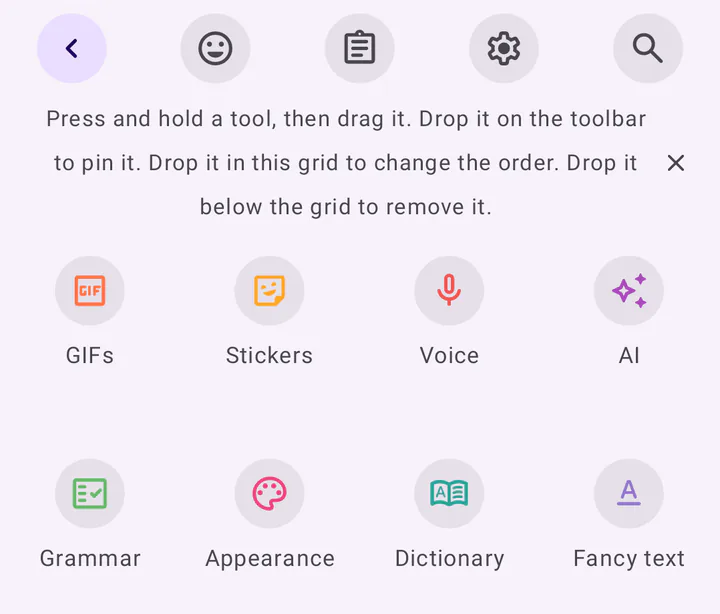 Press and hold a tool, then drag it. Drop it on the toolbar
to pin it. Drop it in this grid to change the order. Drop it
below the grid to remove it.
GIF
GIFs
Stickers
Voice
AI
A
A
Grammar
Appearance
Dictionary
Fancy text